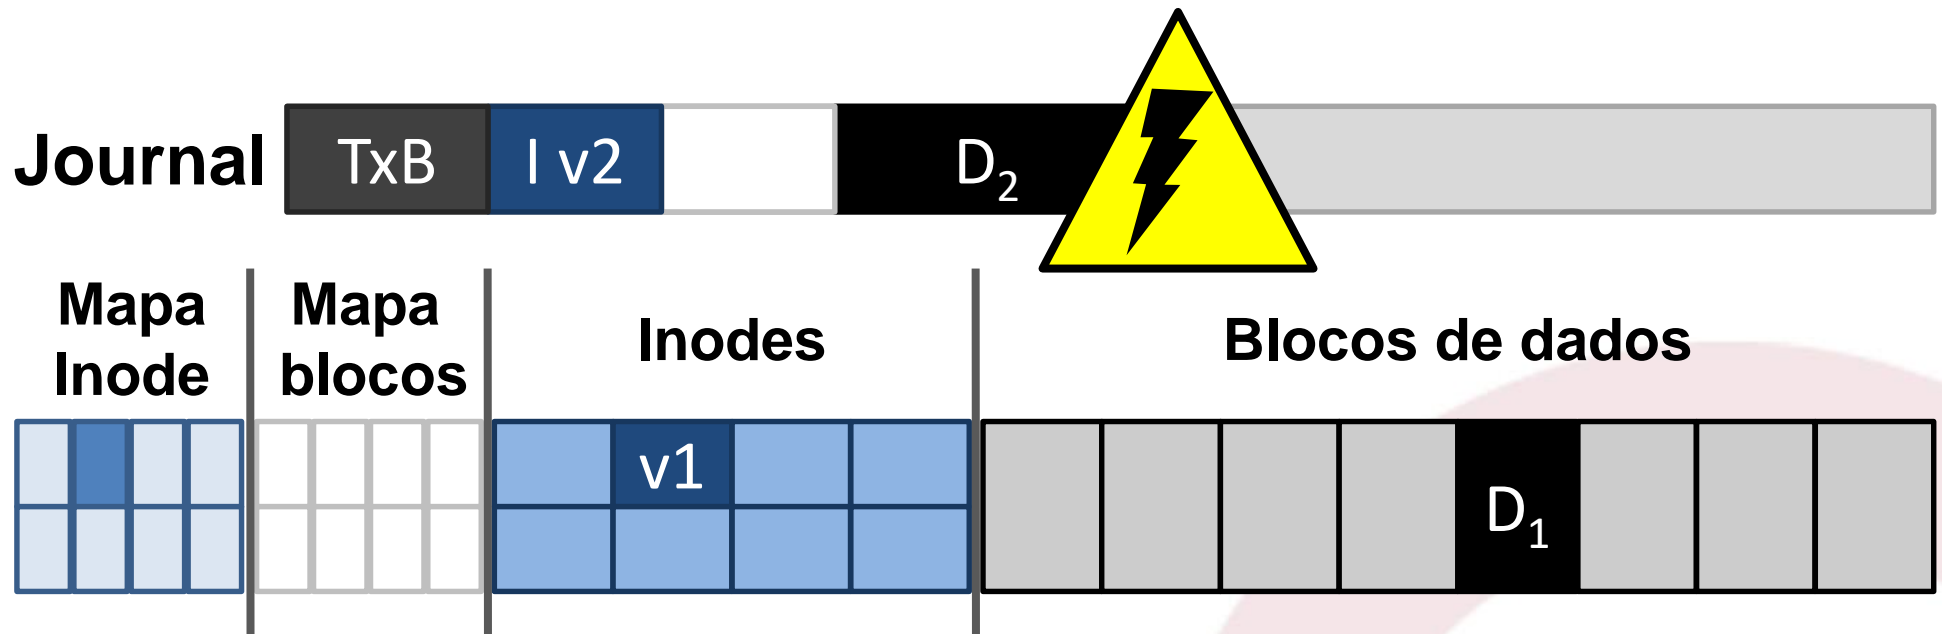 Journal TxB I v2 D₂
Mapa Inode
Mapa blocos
Inodes
Blocos de dados
v1
D₁